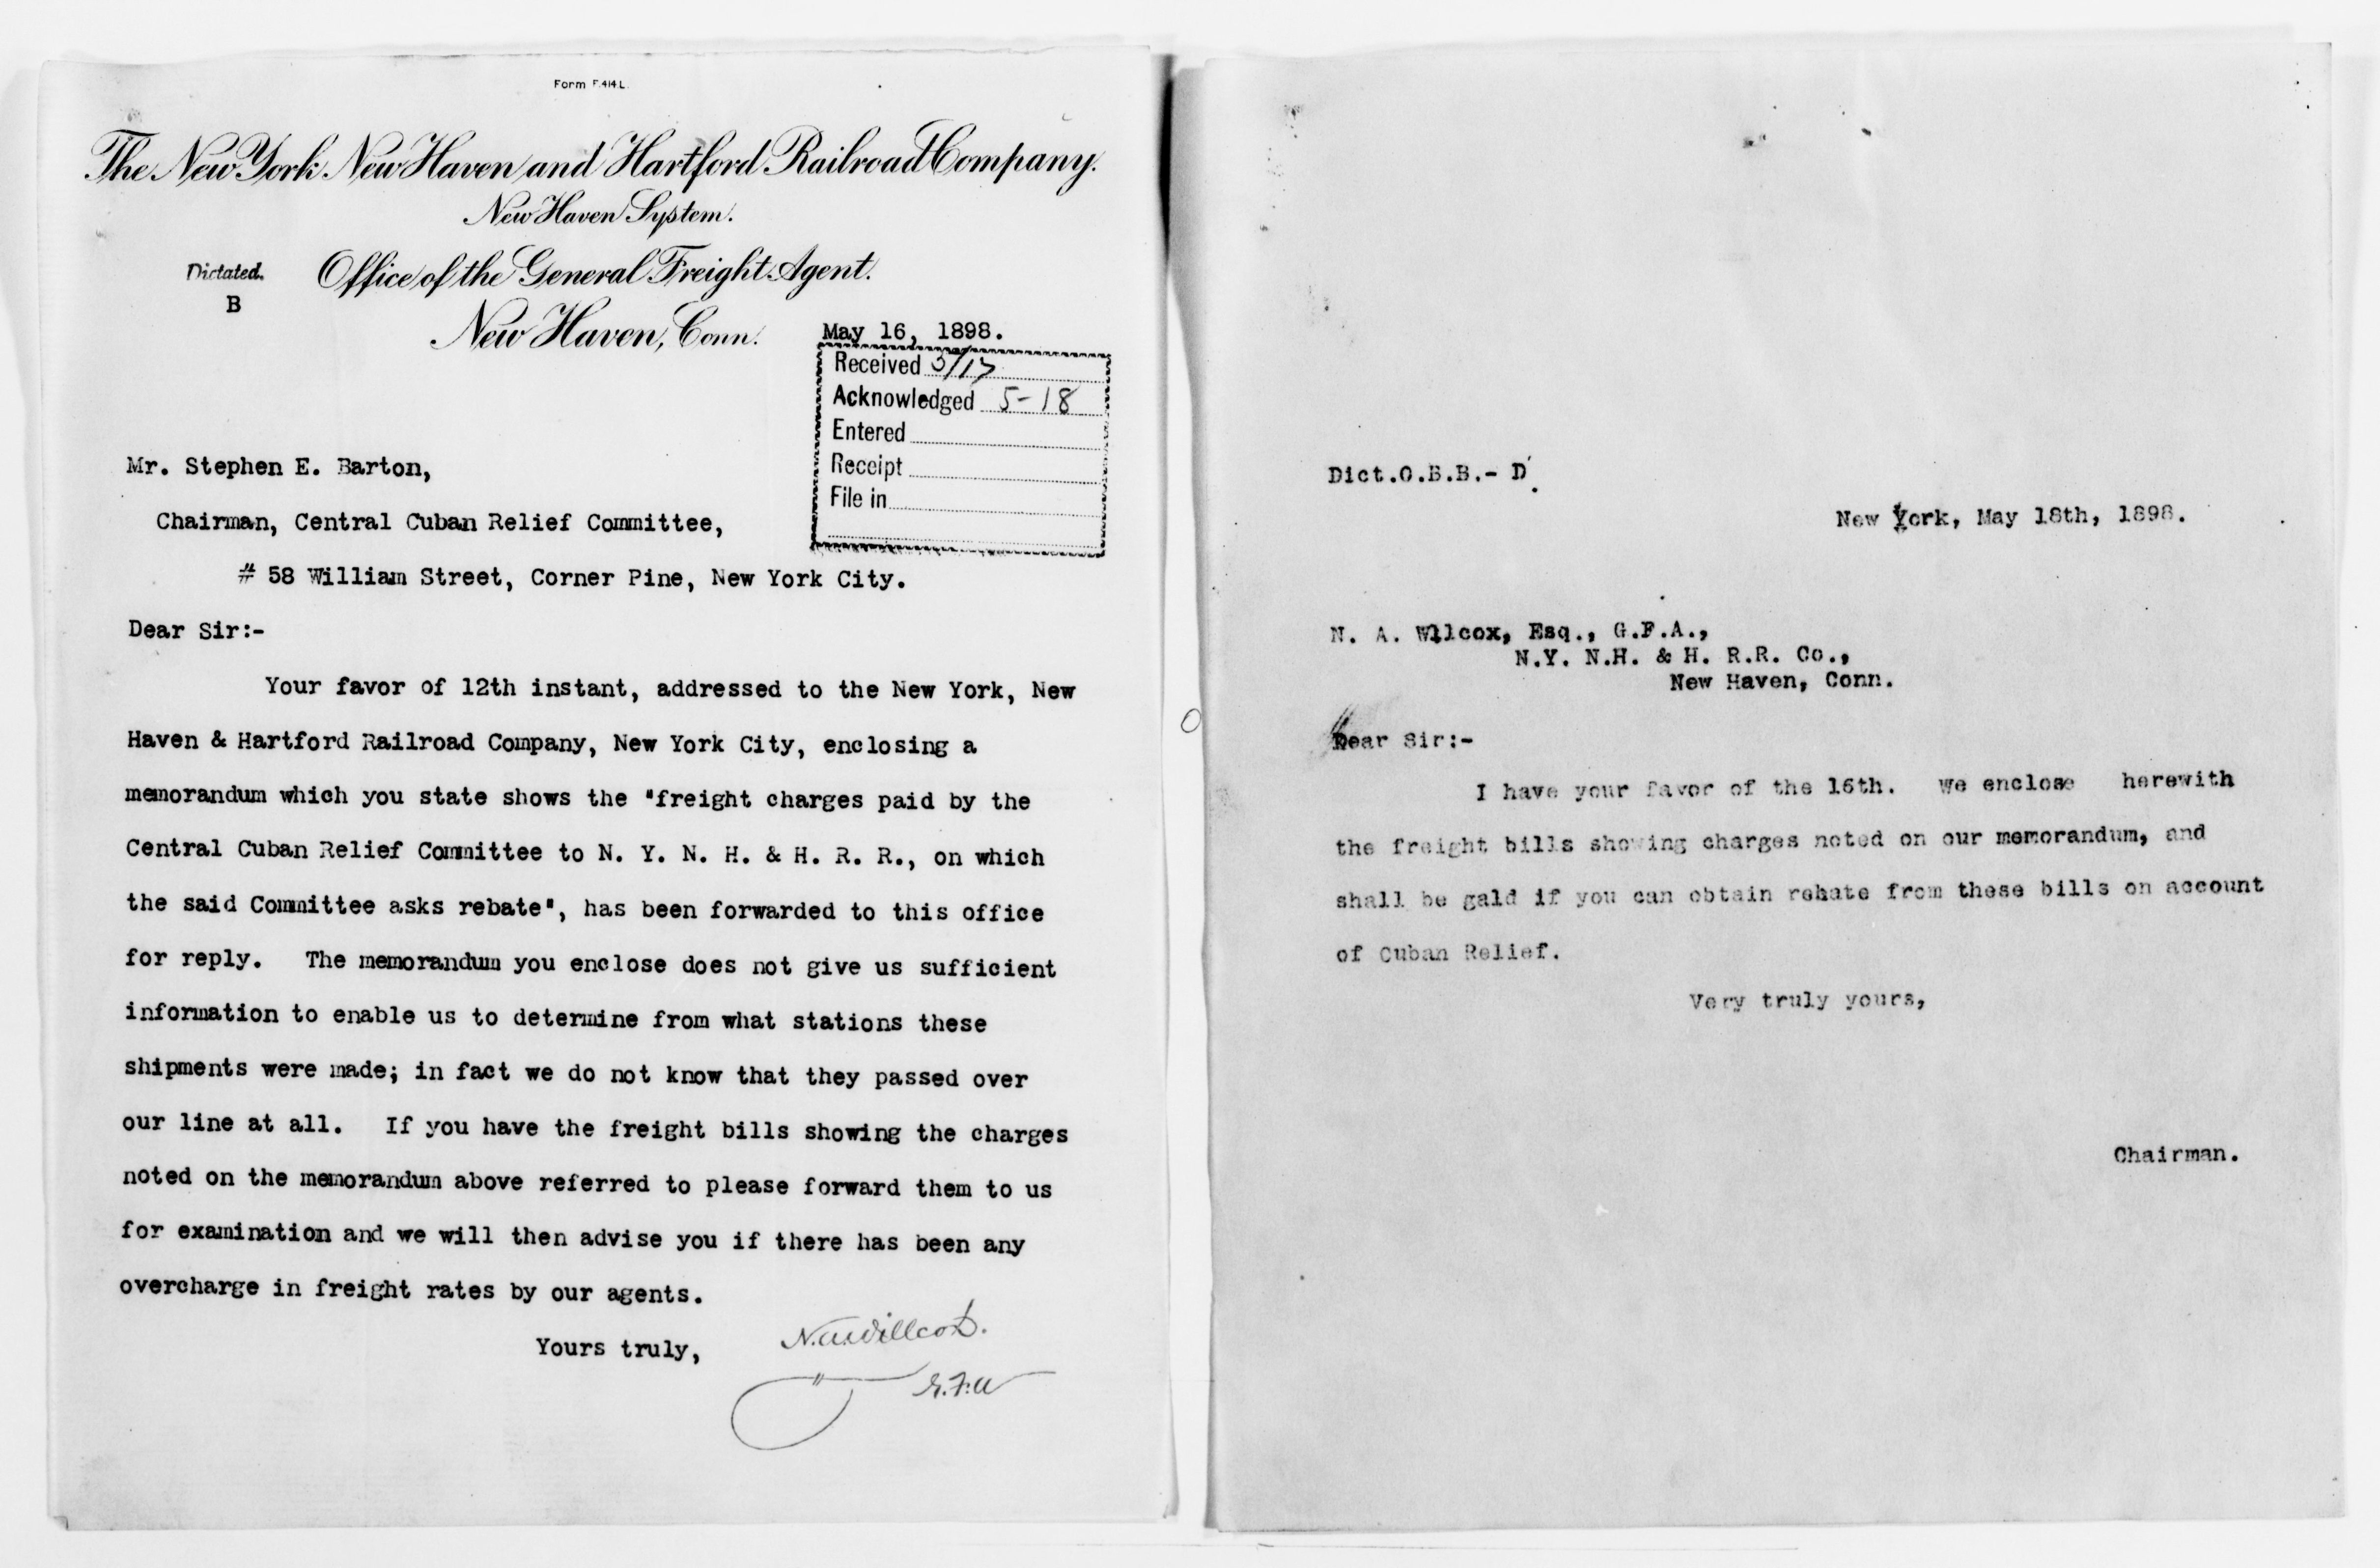 Form F.414 L.
The New York New Haven and Hartford Railroad Company.
New Haven System.
Dictated.
B
Office of the General Freight Agent.
New Haven, Conn.
May 16, 1898.
Received
Acknowledged 5-18
Entered
Receipt
File in
Mr. Stephen E. Barton,
Chairman, Central Cuban Relief Committee,
# 58 William Street, Corner Pine, New York City.
Dear Sir:-
Your favor of 12th instant, addressed to the New York, New
Haven & Hartford Railroad Company, New York City, enclosing a
memorandum which you state shows the "freight charges paid by the
Central Cuban Relief Committee to N. Y. N. H. & H. R. R., on which
the said Committee asks rebate", has been forwarded to this office
for reply. The memorandum you enclose does not give us sufficient
information to enable us to determine from what stations these
shipments were made; in fact we do not know that they passed over
our line at all. If you have the freight bills showing the charges
noted on the memorandum above referred to please forward them to us
for examination and we will then advise you if there has been any
overcharge in freight rates by our agents.
Yours truly,
N.A. Willcox.
G.F.A
Dict.O.B.B.- D
New York, May 18th, 1898.
N. A. Wllcox, Esq., G.F.A.,
N.Y. N.H. & H. R.R. Co.,
New Haven, Conn.
Dear Sir:-
I have your favor of the 16th. We enclose herewith
the freight bills showing charges noted on our memorandum, and
shall be gald if you can obtain rebate from these bills on account
of Cuban Relief.
Very truly yours,
Chairman.